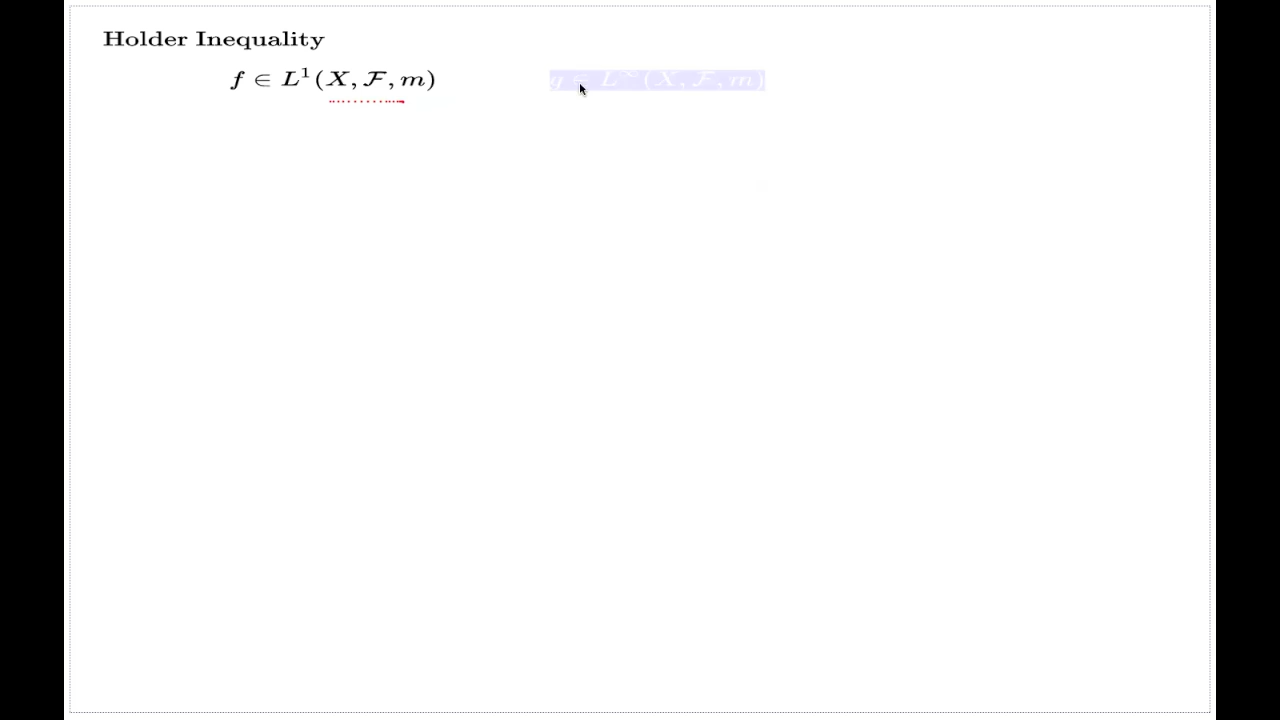 Holder Inequality
f ∈ L¹(X, ℱ, m) g ∈ L^∞(X, ℱ, m)